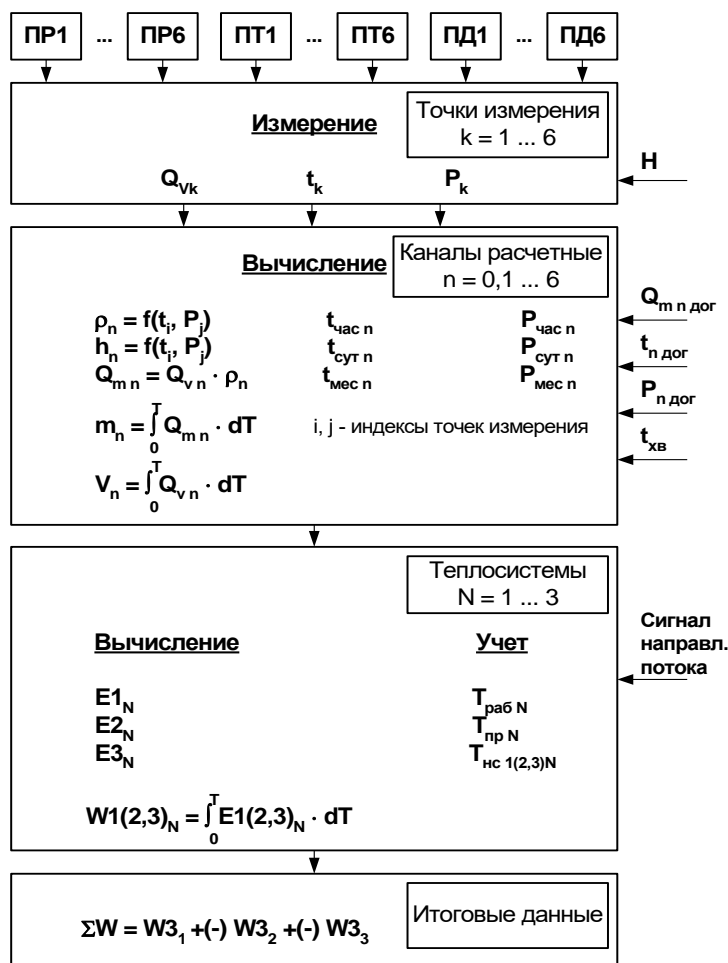 ПР1 ... ПР6 ПТ1 ... ПТ6 ПД1 ... ПД6
Точки измерения
k = 1 ... 6
Измерение
H
Q_Vk t_k P_k
Каналы расчетные
n = 0,1 ... 6
Вычисление
Q_m n дог
t_n дог
P_n дог
t_хв
ρ_n = f(t_i, P_j) t_час n P_час n
h_n = f(t_i, P_j) t_сут n P_сут n
Q_m n = Q_v n · ρ_n t_мес n P_мес n
m_n = ∫_0^T Q_m n · dT i, j - индексы точек измерения
V_n = ∫_0^T Q_v n · dT
Теплосистемы
N = 1 ... 3
Сигнал
направл.
потока
Вычисление Учет
E1_N T_раб N
E2_N T_пр N
E3_N T_нс 1(2,3)N
W1(2,3)_N = ∫_0^T E1(2,3)_N · dT
Итоговые данные
ΣW = W3_1 +(-) W3_2 +(-) W3_3